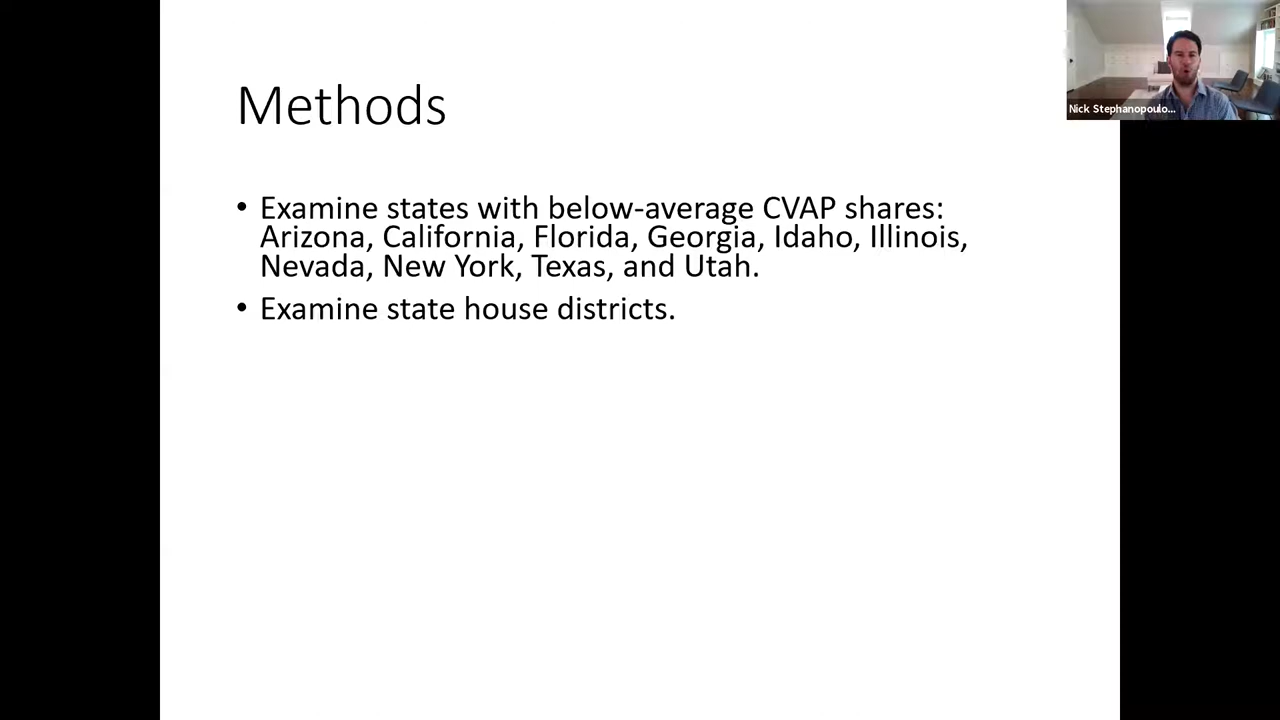 Methods
• Examine states with below-average CVAP shares:
Arizona, California, Florida, Georgia, Idaho, Illinois,
Nevada, New York, Texas, and Utah.
• Examine state house districts.
Nick Stephanopoulo...